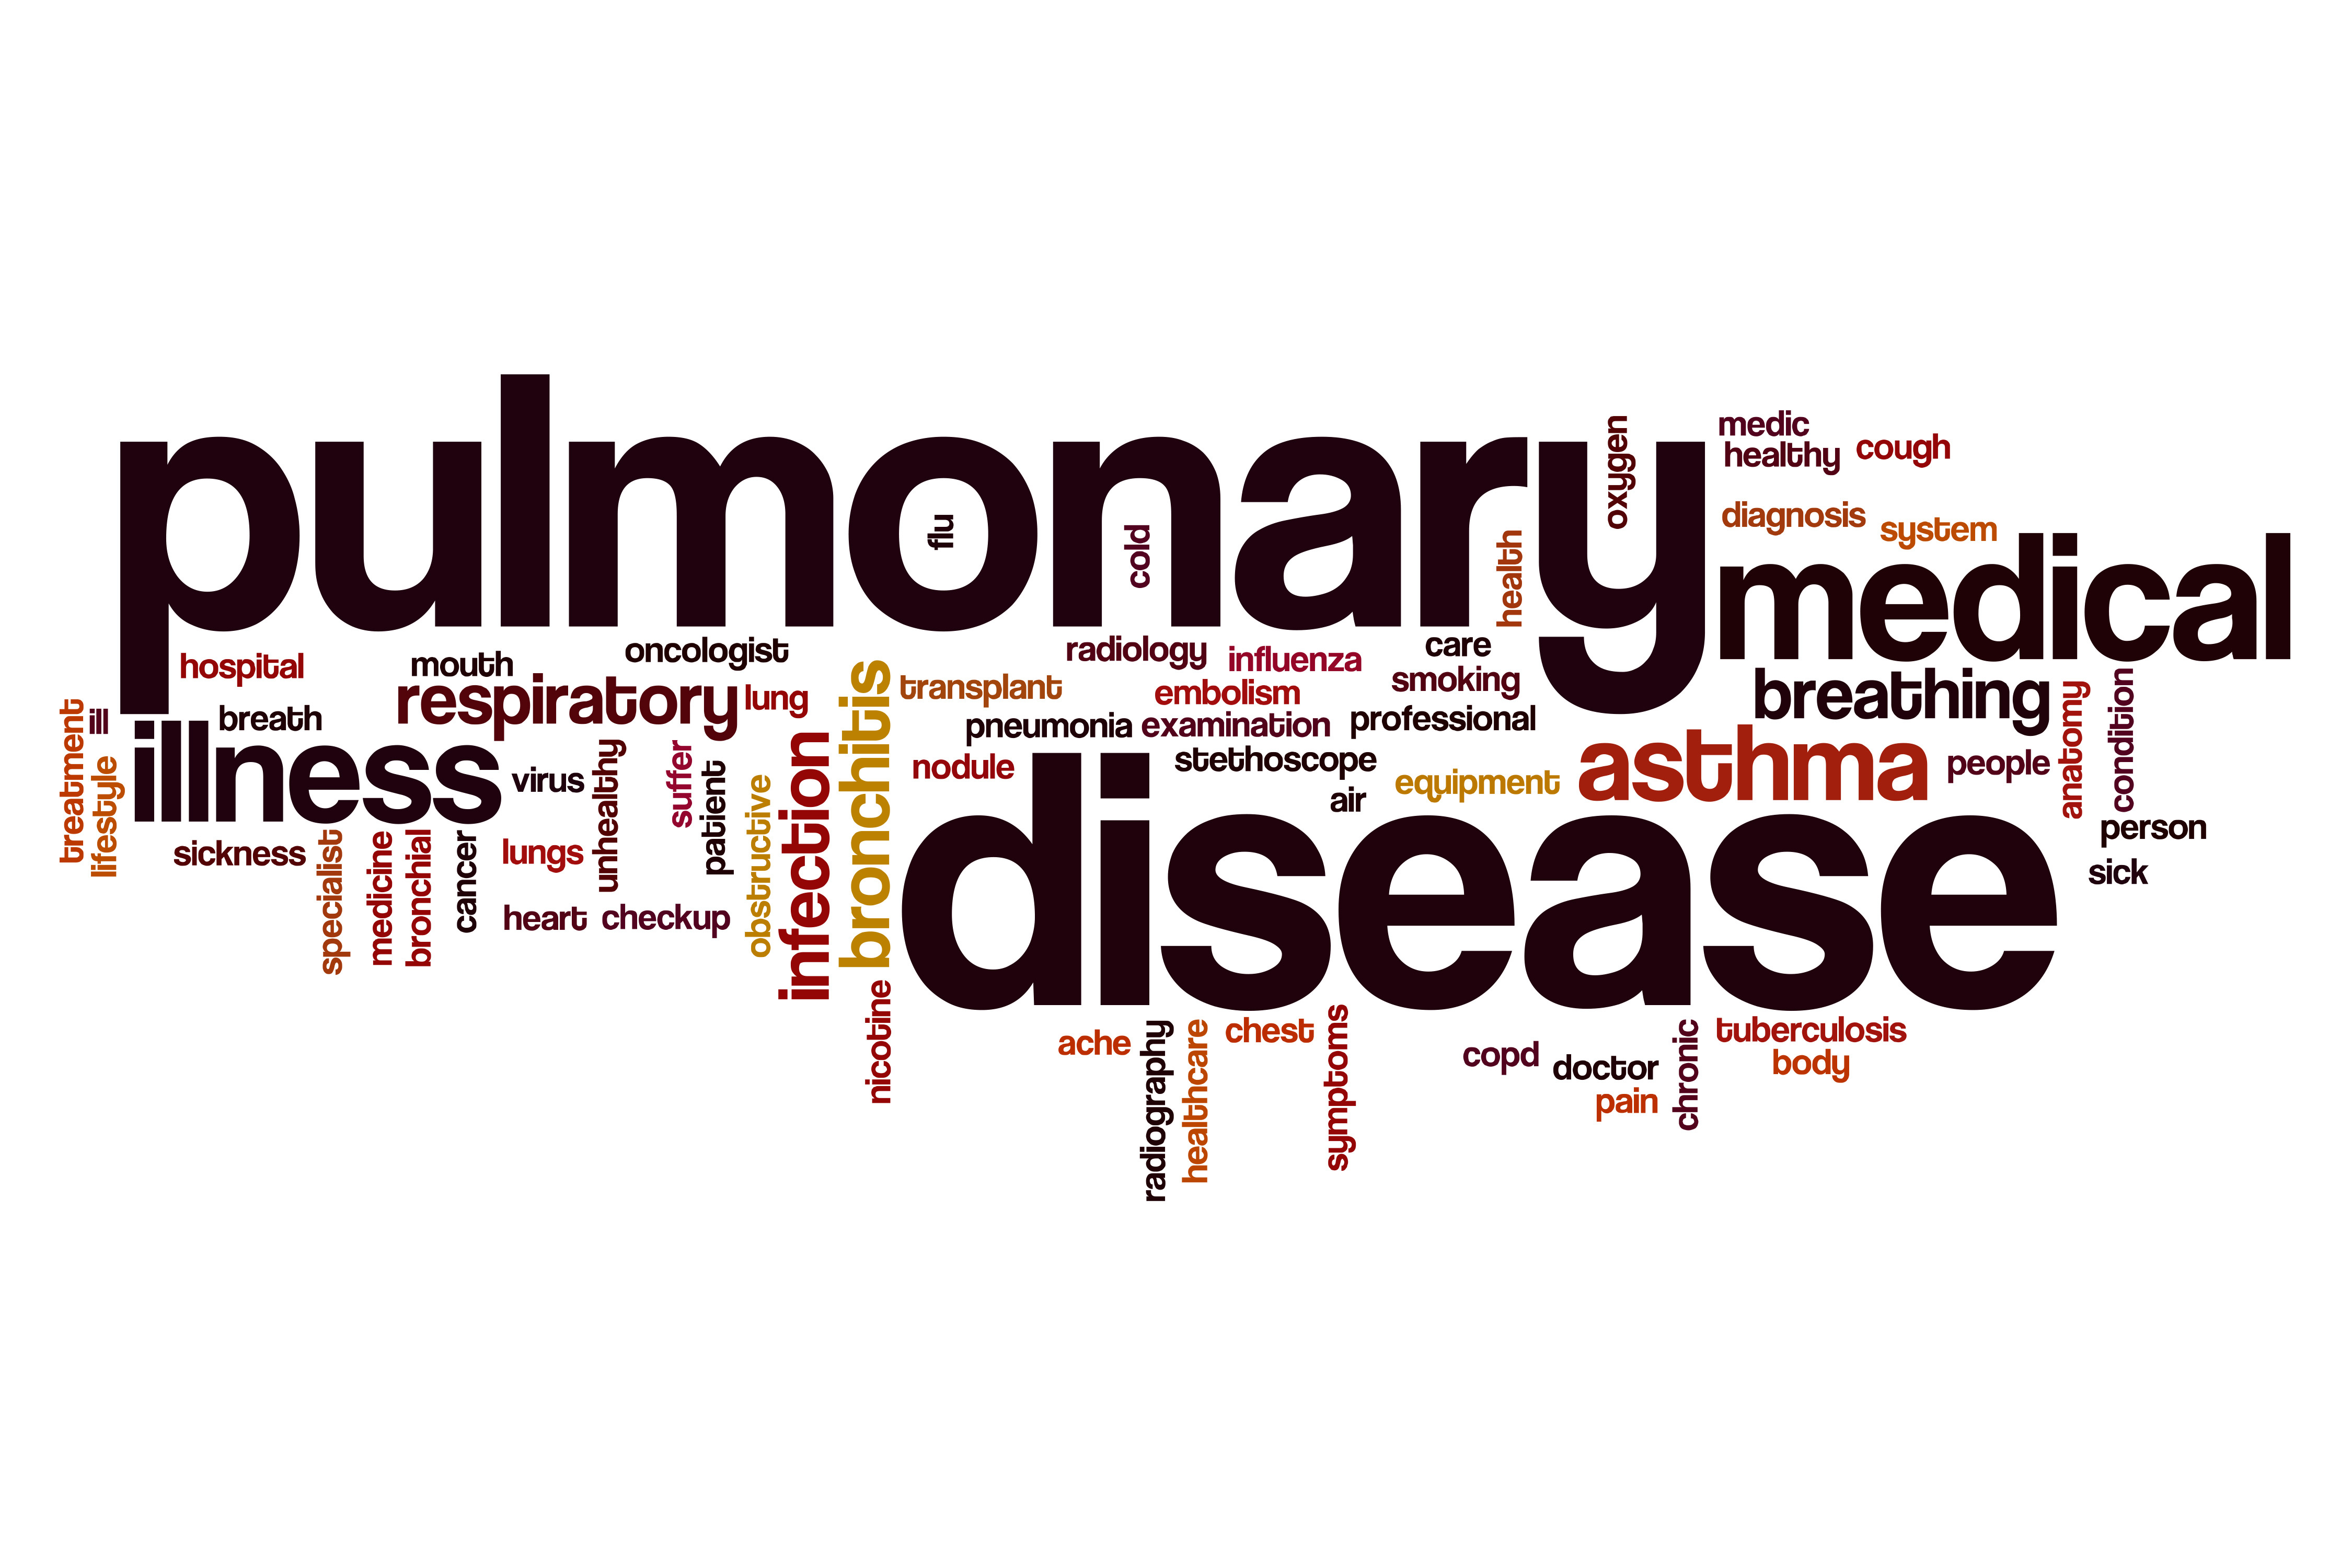 pulmonary
flu
cold
health
oxygen
medic
healthy
cough
diagnosis
system
medical
hospital
mouth
oncologist
radiology
influenza
care
smoking
breathing
anatomy
condition
treatment
ill
lifestyle
breath
respiratory
lung
transplant
embolism
pneumonia
examination
professional
illness
virus
unhealthy
suffer
patient
obstructive
infection
bronchitis
nodule
stethoscope
air
equipment
asthma
people
person
sick
sickness
specialist
medicine
bronchial
cancer
lungs
heart
checkup
disease
nicotine
ache
radiography
healthcare
chest
symptoms
copd
doctor
pain
chronic
tuberculosis
body